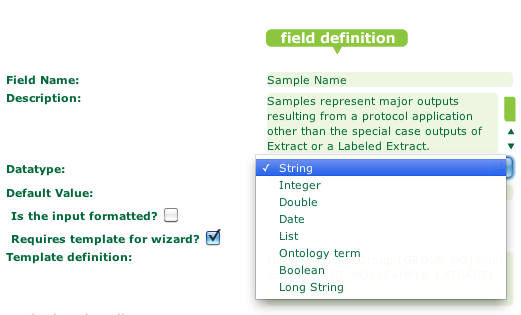 field definition
Field Name: Sample Name
Description: Samples represent major outputs
resulting from a protocol application
other than the special case outputs of
Extract or a Labeled Extract.
Datatype: ✓ String
Integer
Default Value:
Double
Is the input formatted? Date
List
Requires template for wizard?
Ontology term
Template definition:
Boolean
Long String